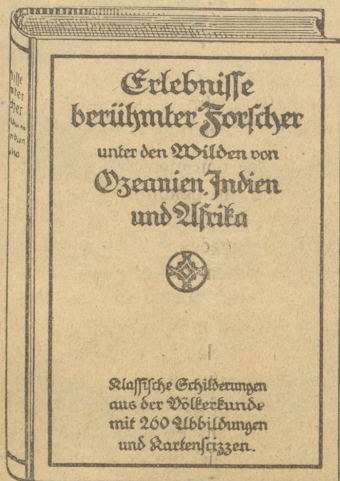 Erlebnisse
berühmter Forscher
unter den Wilden von
Ozeanien, Indien
und Afrika
Klassische Schilderungen
aus der Völkerkunde
mit 260 Abbildungen
und Kartenscizzen.